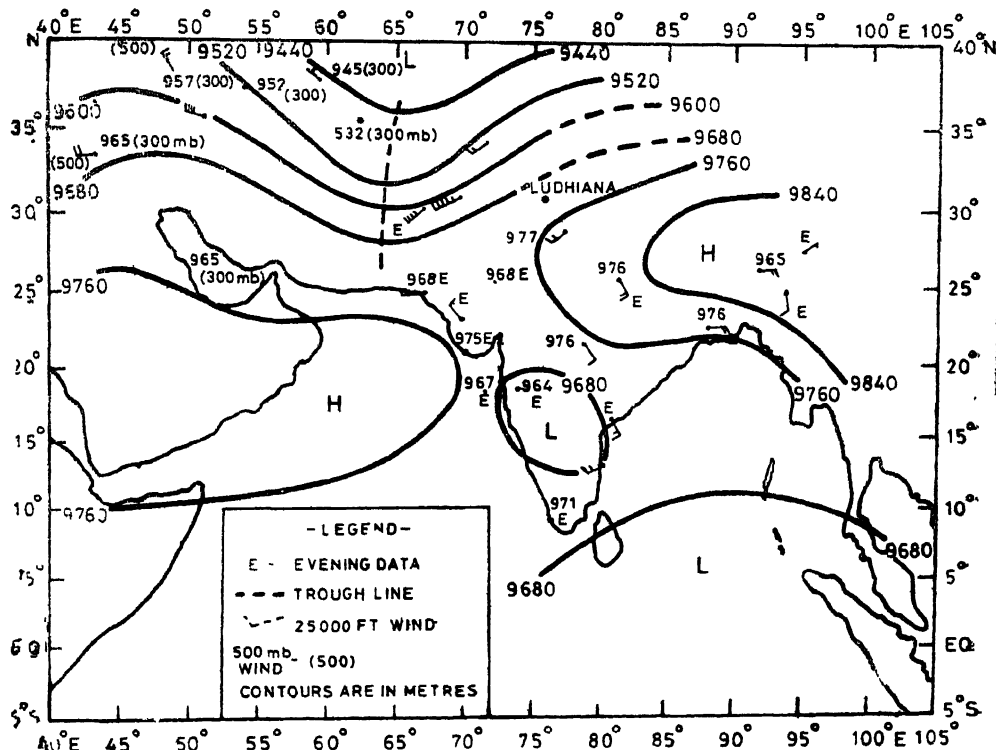 40°E 45° 50° 55° 60° 65° 70° 75° 80° 85° 90° 95° 100°E 105°
N 40°N
(500) 9520 9440 L 9440
945(300)
957(300) 952 (300) 9520
9600 9600
35° 532(300mb) 35°
965(300mb) 9680
(500) 9760
9680 LUDHIANA 9840
30° 30°
E 977 E
H
965 (300mb) 968E 968E 976 965
9760
25° E E 25°
975E 976 976
20° 967 964 9680 9760 9840 20°
E E
H E
L
15° 15°
10° 971 10°
9760 E
9680
-LEGEND-
E - EVENING DATA
--- TROUGH LINE
25000 FT WIND
500 mb WIND - (500)
CONTOURS ARE IN METRES
9680 L
5°
EQ
5°S 5°S
40°E 45° 50° 55° 60° 65° 70° 75° 80° 85° 90° 95° 100°E 105°